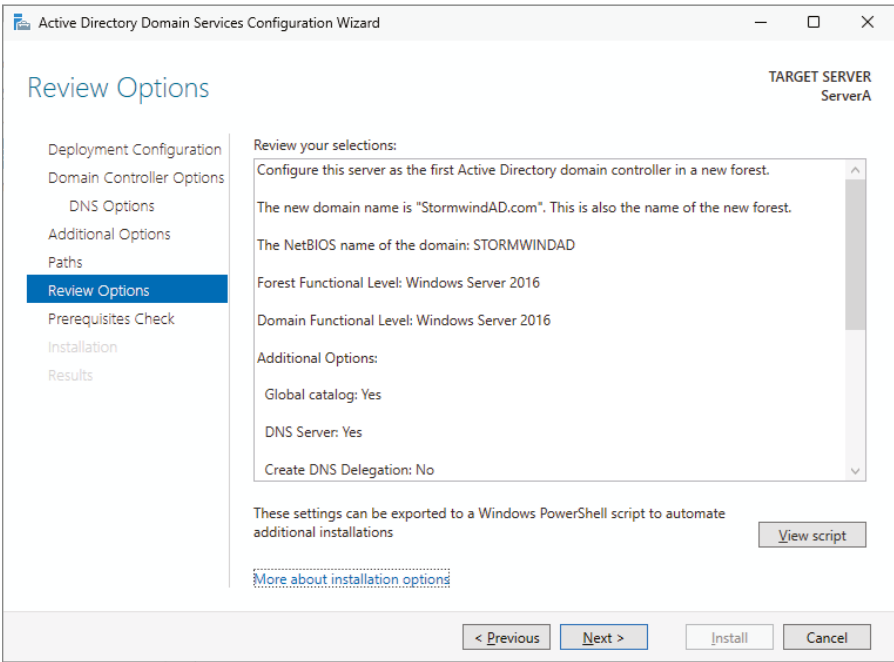 Active Directory Domain Services Configuration Wizard
Review Options
TARGET SERVER
ServerA
Deployment Configuration
Domain Controller Options
DNS Options
Additional Options
Paths
Review Options
Prerequisites Check
Installation
Results
Review your selections:
Configure this server as the first Active Directory domain controller in a new forest.
The new domain name is "StormwindAD.com". This is also the name of the new forest.
The NetBIOS name of the domain: STORMWINDAD
Forest Functional Level: Windows Server 2016
Domain Functional Level: Windows Server 2016
Additional Options:
Global catalog: Yes
DNS Server: Yes
Create DNS Delegation: No
These settings can be exported to a Windows PowerShell script to automate
additional installations
View script
More about installation options
< Previous
Next >
Install
Cancel